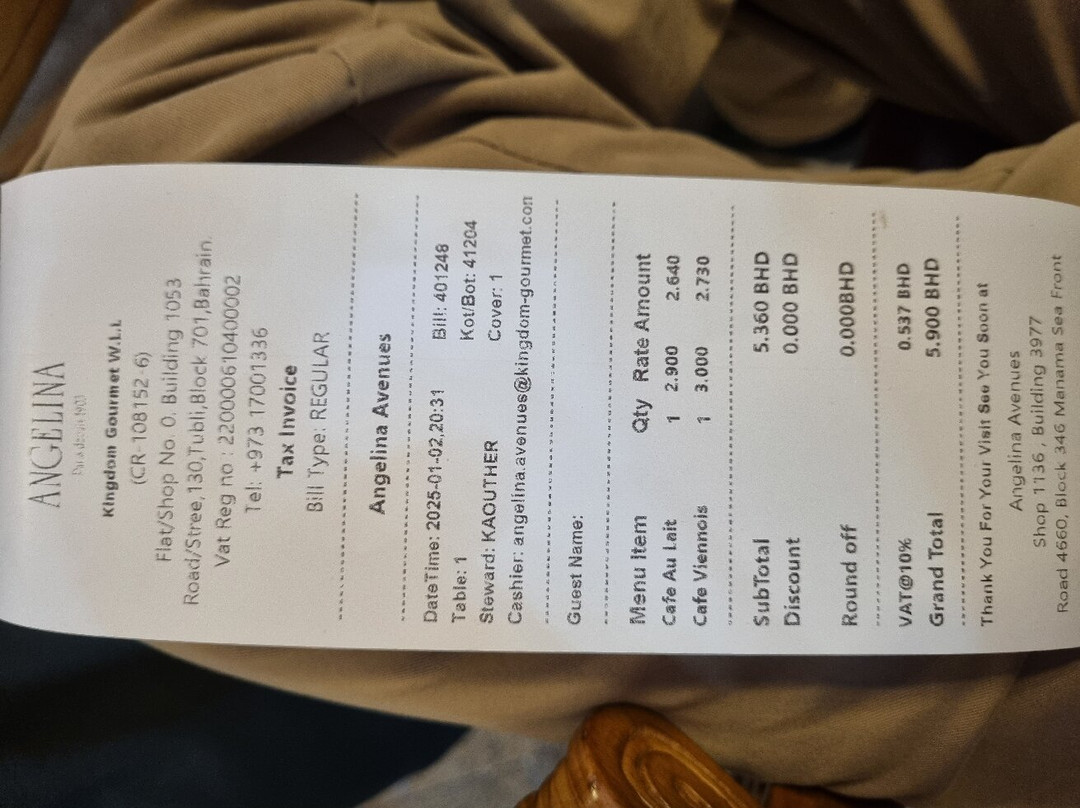 ANGELINA
Kingdom Gourmet W.L.L
(CR-108152-6)
Flat/Shop No. 0. Building 1053
Road/Stree,130,Tubli,Block 701,Bahrain.
Vat Reg no : 220006104000002
Tel: +973 17001336
Tax Invoice
Bill Type: REGULAR
Angelina Avenues
DateTime: 2025-01-02,20:31 Bill: 401248
Table: 1 Kot/Bot: 41204
Steward: KAOUTHER Cover: 1
Cashier: angelina.avenues@kingdom-gourmet.con
Guest Name:
Menu Item Qty Rate Amount
Cafe Au Lait 1 2.900 2.640
Cafe Viennois 1 3.000 2.730
SubTotal 5.360 BHD
Discount 0.000 BHD
Round off 0.000BHD
VAT@10% 0.537 BHD
Grand Total 5.900 BHD
Thank You For Your Visit See You Soon at
Angelina Avenues
Shop 1136 , Building 3977
Road 4660, Block 346 Manama Sea Front